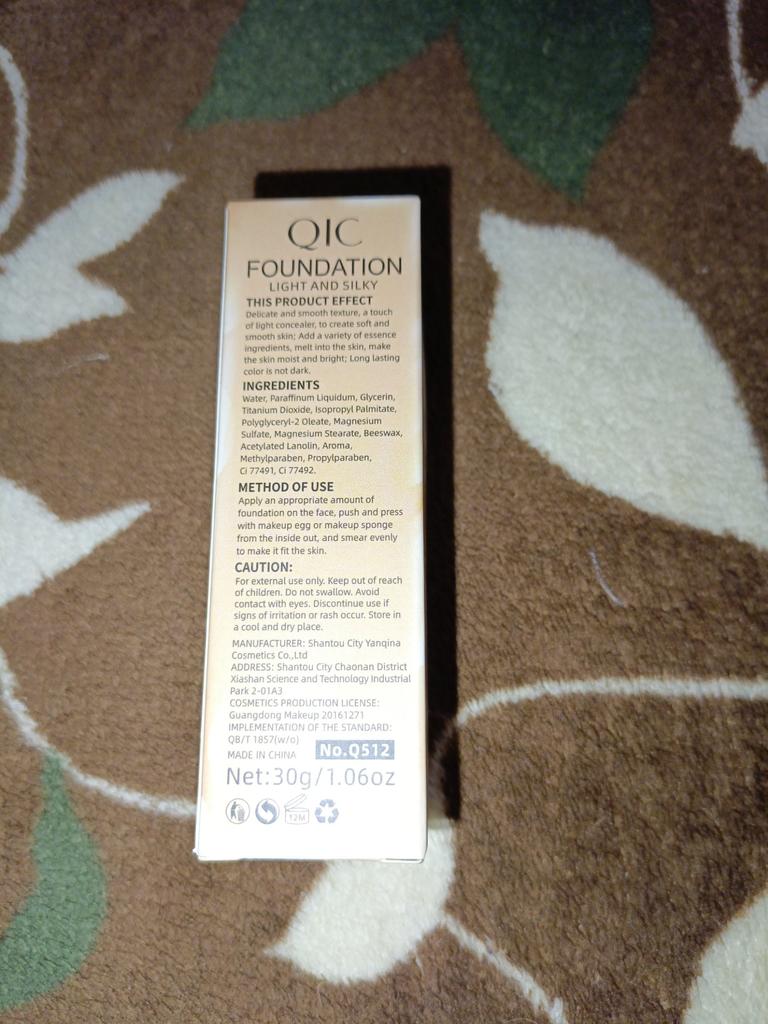 QIC
FOUNDATION
LIGHT AND SILKY
THIS PRODUCT EFFECT
Delicate and smooth texture, a touch
of light concealer, to create soft and
smooth skin; Add a variety of essence
ingredients, melt into the skin, make
the skin moist and bright; Long lasting
color is not dark.
INGREDIENTS
Water, Paraffinum Liquidum, Glycerin,
Titanium Dioxide, Isopropyl Palmitate,
Polyglyceryl-2 Oleate, Magnesium
Sulfate, Magnesium Stearate, Beeswax,
Acetylated Lanolin, Aroma,
Methylparaben, Propylparaben,
Ci 77491, Ci 77492.
METHOD OF USE
Apply an appropriate amount of
foundation on the face, push and press
with makeup egg or makeup sponge
from the inside out, and smear evenly
to make it fit the skin.
CAUTION:
For external use only. Keep out of reach
of children. Do not swallow. Avoid
contact with eyes. Discontinue use if
signs of irritation or rash occur. Store in
a cool and dry place.
MANUFACTURER: Shantou City Yanqina
Cosmetics Co.,Ltd
ADDRESS: Shantou City Chaonan District
Xiashan Science and Technology Industrial
Park 2-01A3
COSMETICS PRODUCTION LICENSE:
Guangdong Makeup 20161271
IMPLEMENTATION OF THE STANDARD:
QB/T 1857(w/o)
MADE IN CHINA No.Q512
Net:30g/1.06oz
12M